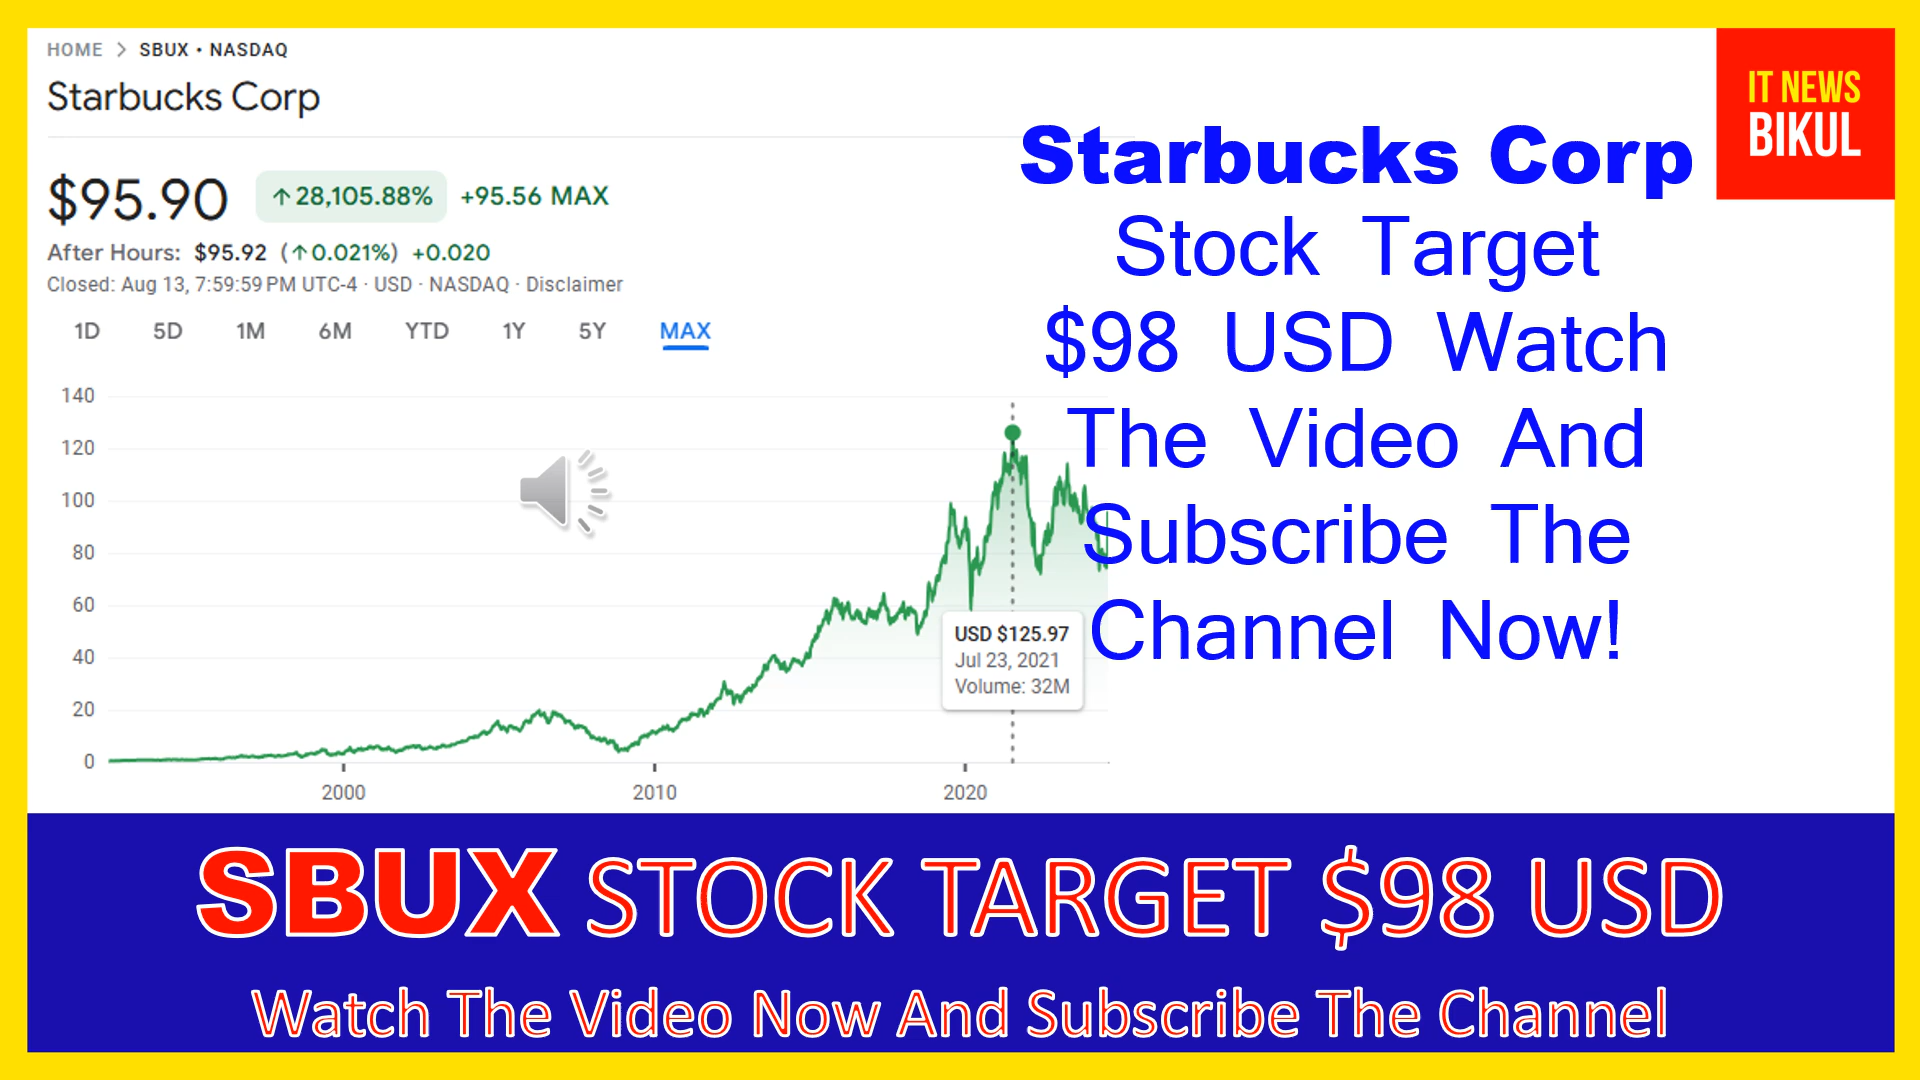 HOME > SBUX • NASDAQ
Starbucks Corp
$95.90 ↑28,105.88% +95.56 MAX
After Hours: $95.92 (↑0.021%) +0.020
Closed: Aug 13, 7:59:59 PM UTC-4 · USD · NASDAQ · Disclaimer
1D 5D 1M 6M YTD 1Y 5Y MAX
140
120
100
80
60
40
20
0
2000 2010 2020
USD $125.97
Jul 23, 2021
Volume: 32M
IT NEWS
BIKUL
Starbucks Corp
Stock Target
$98 USD Watch
The Video And
Subscribe The
Channel Now!
SBUX STOCK TARGET $98 USD
Watch The Video Now And Subscribe The Channel